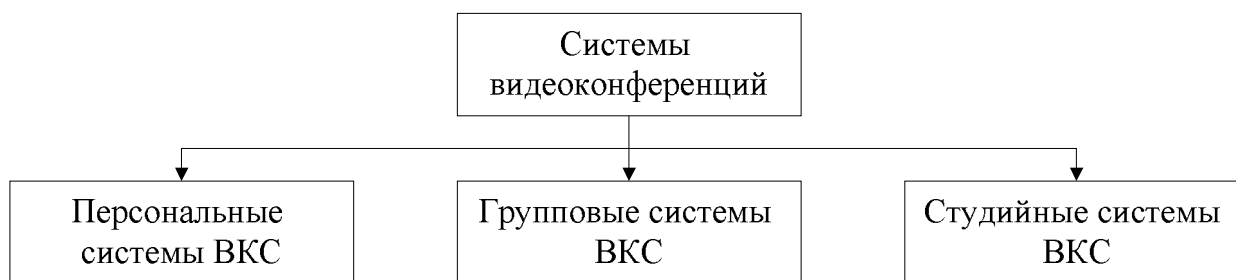 Системы
видеоконференций
Персональные
системы ВКС
Групповые системы
ВКС
Студийные системы
ВКС